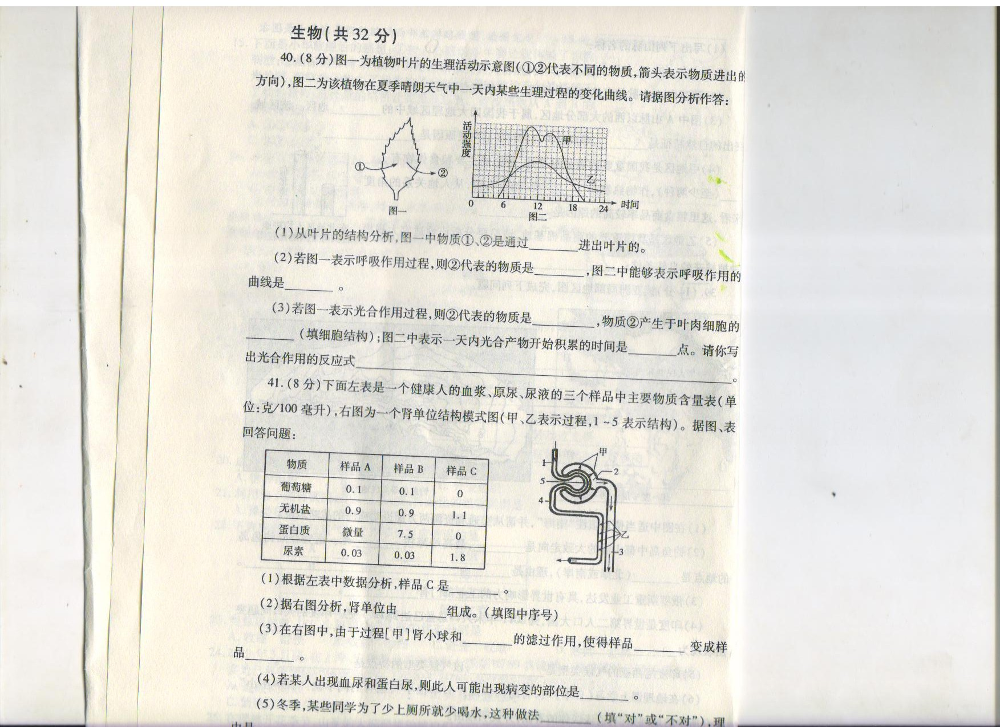 生物(共32分)
40.(8分)图一为植物叶片的生理活动示意图(①②代表不同的物质,箭头表示物质进出的
方向),图二为该植物在夏季晴朗天气中一天内某些生理过程的变化曲线。请据图分析作答:
活动强度
甲
乙
①
②
0 6 12 18 24 时间
图一
图二
(1)从叶片的结构分析,图一中物质①、②是通过________进出叶片的。
(2)若图一表示呼吸作用过程,则②代表的物质是________,图二中能够表示呼吸作用的
曲线是________。
(3)若图一表示光合作用过程,则②代表的物质是__________,物质②产生于叶肉细胞的
________(填细胞结构);图二中表示一天内光合产物开始积累的时间是________点。请你写
出光合作用的反应式________________________________。
41.(8分)下面左表是一个健康人的血浆、原尿、尿液的三个样品中主要物质含量表(单
位:克/100毫升),右图为一个肾单位结构模式图(甲、乙表示过程,1~5表示结构)。据图、表
回答问题:
物质 样品A 样品B 样品C
葡萄糖 0.1 0.1 0
无机盐 0.9 0.9 1.1
蛋白质 微量 7.5 0
尿素 0.03 0.03 1.8
甲
1
2
5
4
乙
3
(1)根据左表中数据分析,样品C是________。
(2)据右图分析,肾单位由________组成。(填图中序号)
(3)在右图中,由于过程[甲]肾小球和________的滤过作用,使得样品________变成样
品________。
(4)若某人出现血尿和蛋白尿,则此人可能出现病变的部位是________。
(5)冬季,某些同学为了少上厕所就少喝水,这种做法________(填“对”或“不对”),理